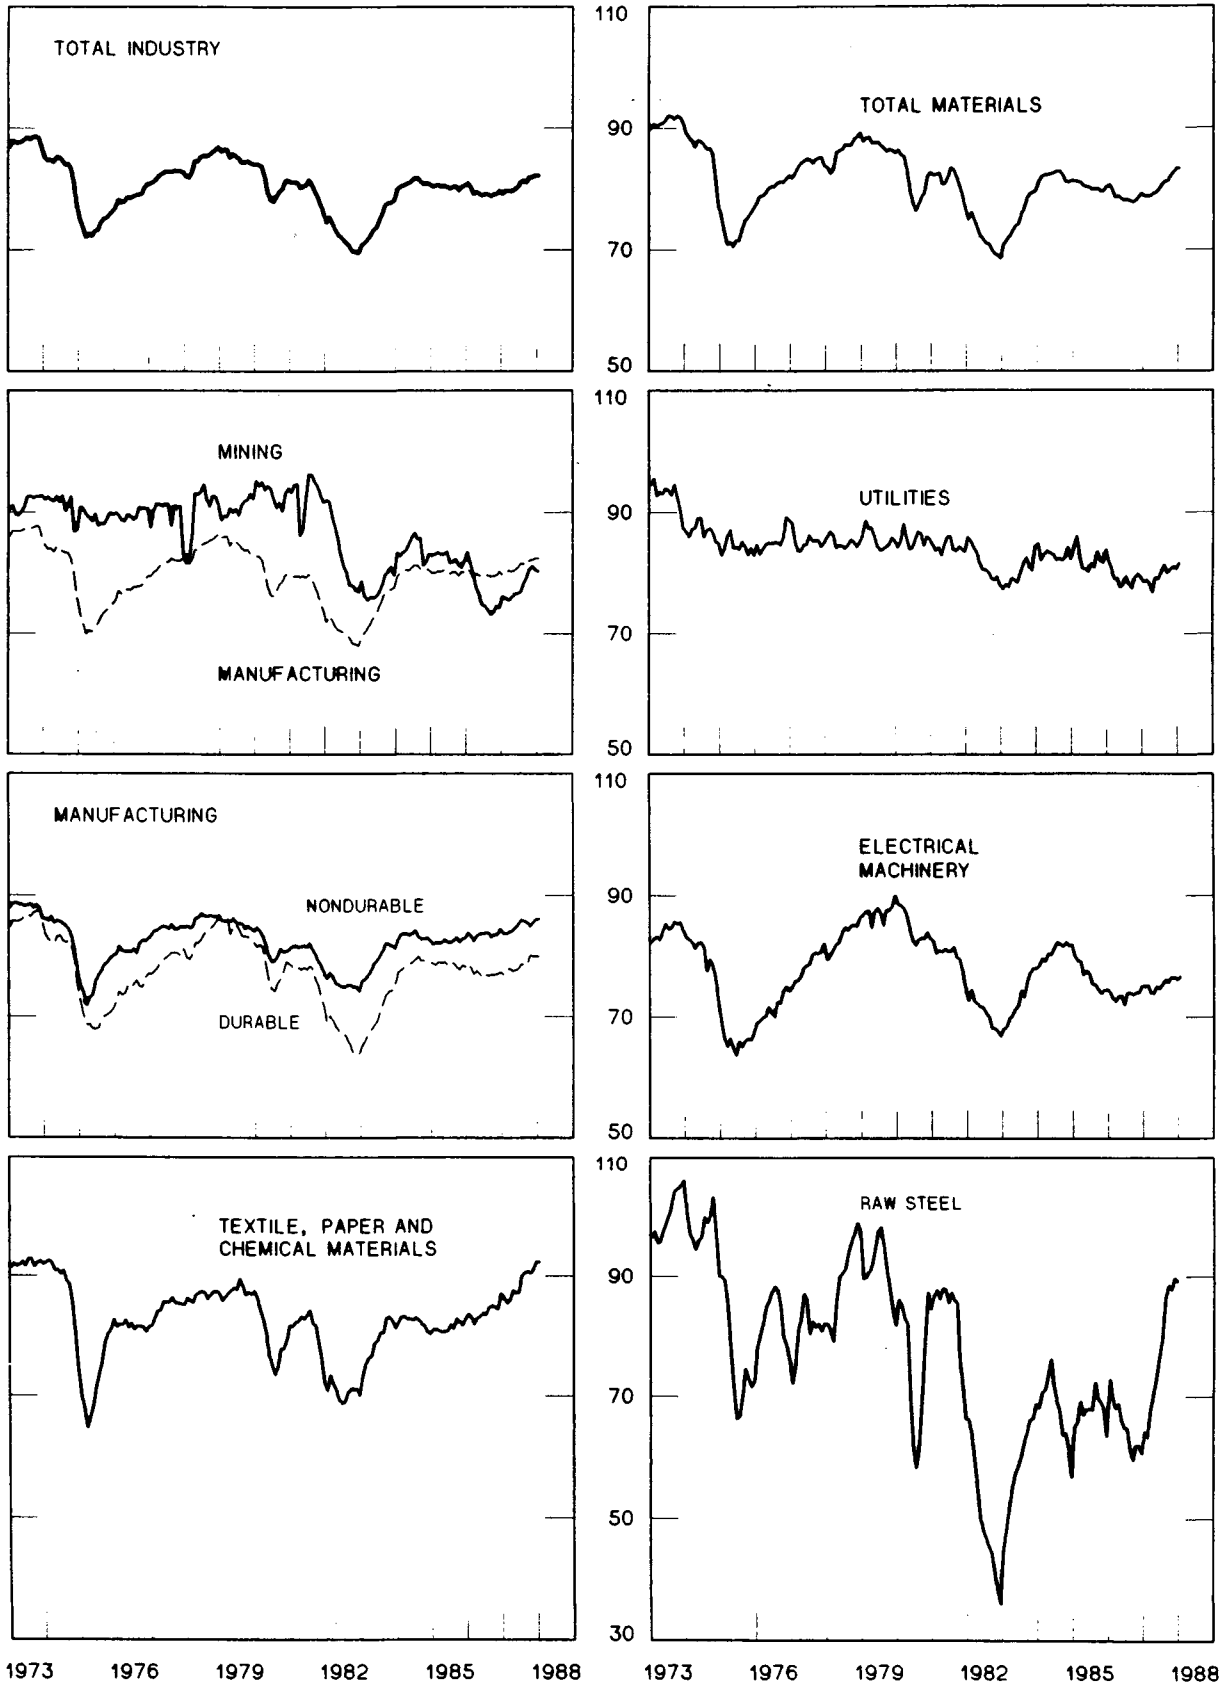 TOTAL INDUSTRY
110
TOTAL MATERIALS
90
70
50
MINING
MANUFACTURING
110
UTILITIES
90
70
50
MANUFACTURING
NONDURABLE
DURABLE
110
ELECTRICAL
MACHINERY
90
70
50
TEXTILE, PAPER AND
CHEMICAL MATERIALS
110
RAW STEEL
90
70
50
30
1973 1976 1979 1982 1985 1988
1973 1976 1979 1982 1985 1988